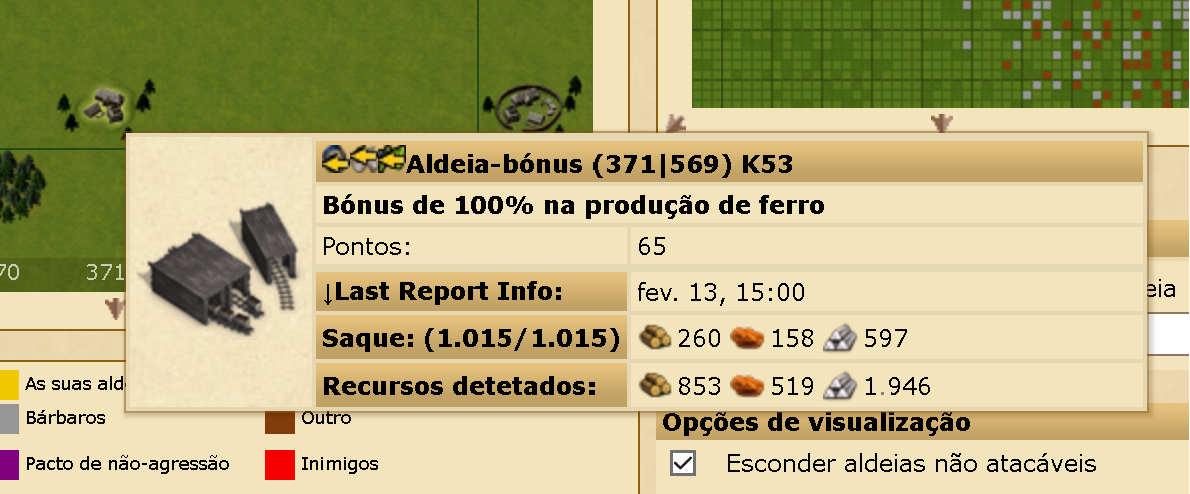 Aldeia-bónus (371|569) K53
Bónus de 100% na produção de ferro
Pontos: 65
↓Last Report Info: fev. 13, 15:00
Saque: (1.015/1.015) 260 158 597
Recursos detetados: 853 519 1.946
70 371
eia
As suas ald
Bárbaros Outro
Pacto de não-agressão Inimigos
Opções de visualização
Esconder aldeias não atacáveis